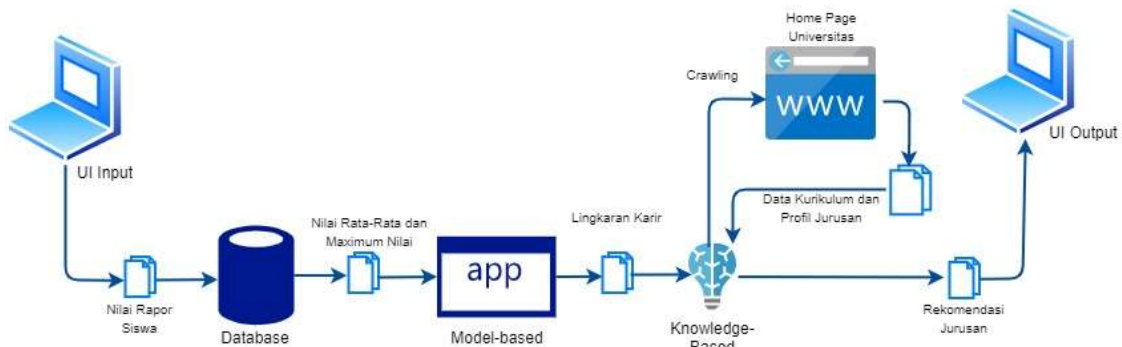 UI Input
Nilai Rapor
Siswa
Database
Nilai Rata-Rata dan
Maximum Nilai
app
Model-based
Lingkaran Karir
Knowledge-
Based
Crawling
Home Page
Universitas
WWW
Data Kurikulum dan
Profil Jurusan
Rekomendasi
Jurusan
UI Output